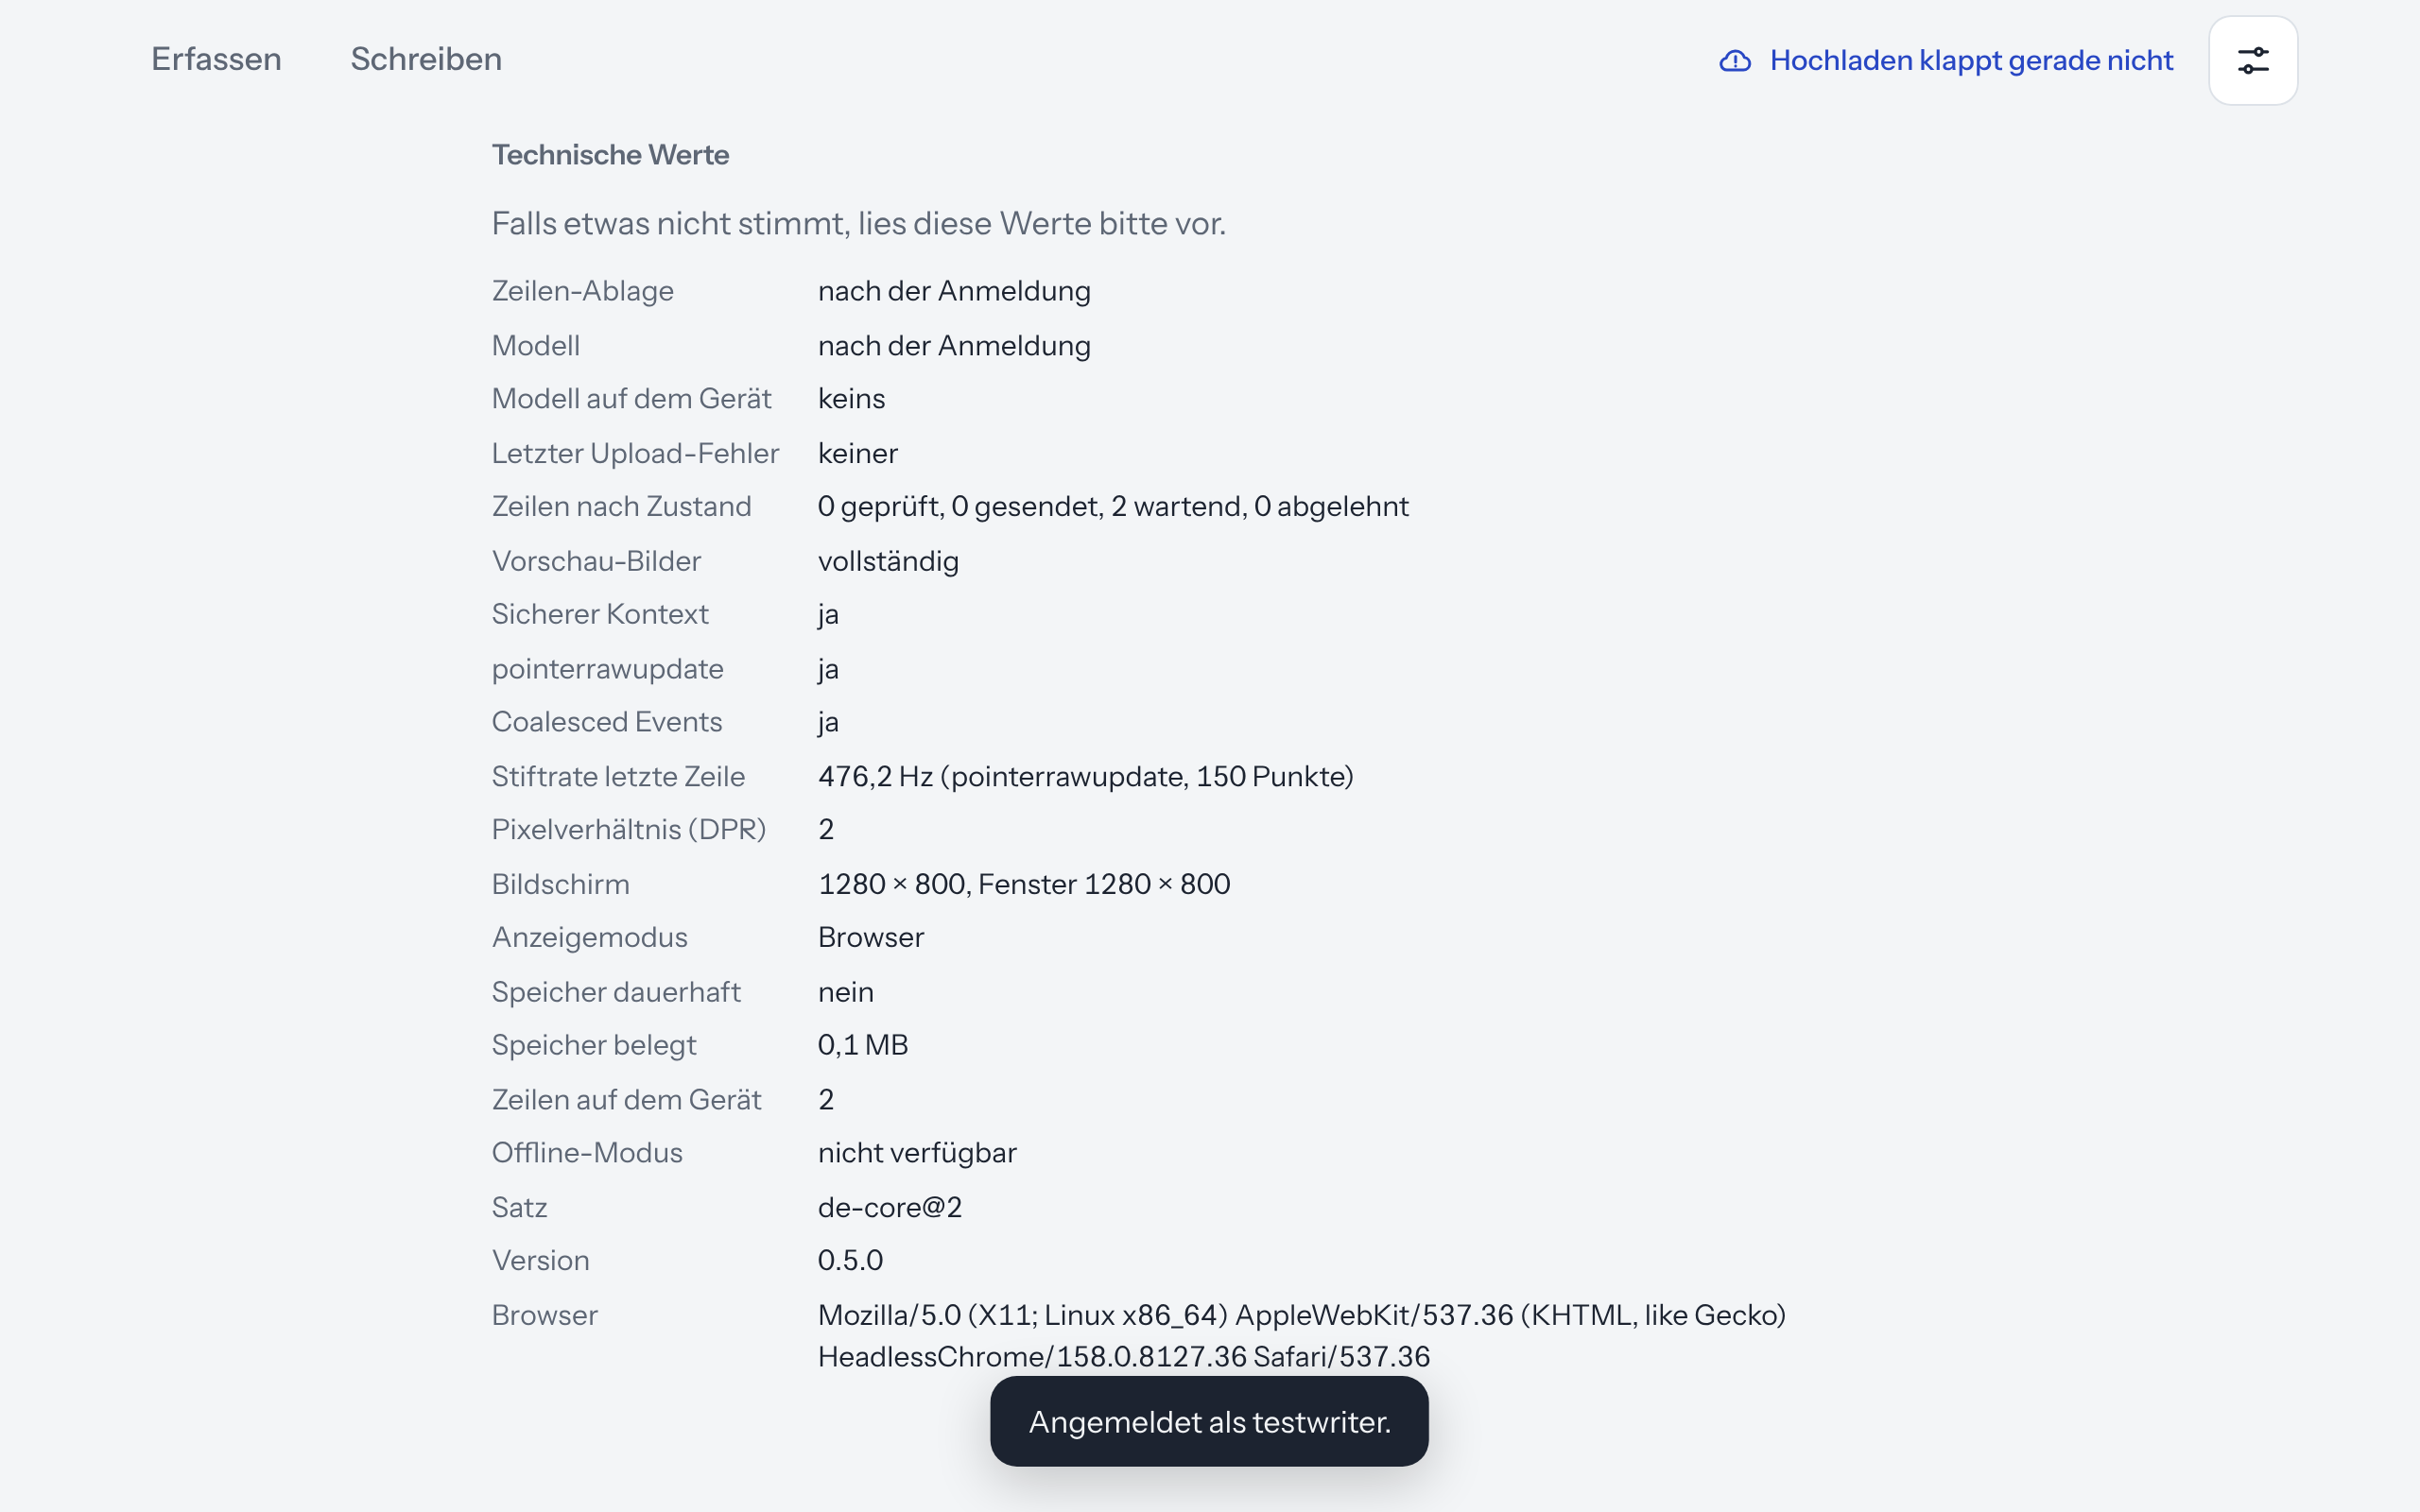 Erfassen Schreiben Hochladen klappt gerade nicht
Technische Werte
Falls etwas nicht stimmt, lies diese Werte bitte vor.
Zeilen-Ablage nach der Anmeldung
Modell nach der Anmeldung
Modell auf dem Gerät keins
Letzter Upload-Fehler keiner
Zeilen nach Zustand 0 geprüft, 0 gesendet, 2 wartend, 0 abgelehnt
Vorschau-Bilder vollständig
Sicherer Kontext ja
pointerrawupdate ja
Coalesced Events ja
Stiftrate letzte Zeile 476,2 Hz (pointerrawupdate, 150 Punkte)
Pixelverhältnis (DPR) 2
Bildschirm 1280 × 800, Fenster 1280 × 800
Anzeigemodus Browser
Speicher dauerhaft nein
Speicher belegt 0,1 MB
Zeilen auf dem Gerät 2
Offline-Modus nicht verfügbar
Satz de-core@2
Version 0.5.0
Browser Mozilla/5.0 (X11; Linux x86_64) AppleWebKit/537.36 (KHTML, like Gecko)
HeadlessChrome/158.0.8127.36 Safari/537.36
Angemeldet als testwriter.